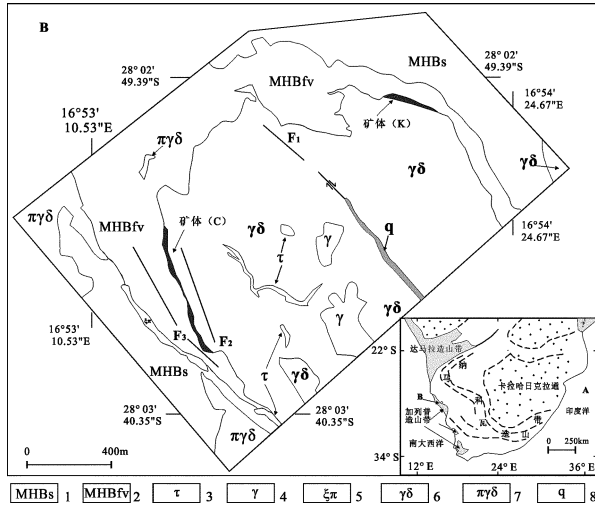 B
MHBs
28° 02′
49.39″S
28° 02′
49.39″S
MHBfv
16° 54′
24.67″E
16° 53′
10.53″E
矿体（K）
F₁
πγδ
γδ
γδ
πγδ
矿体（C）
MHBfv
γδ
γ
q
16° 54′
24.67″E
τ
γδ
16° 53′
10.53″E
F₃
F₂
γ
MHBs
τ
γδ
28° 03′
40.35″S
28° 03′
40.35″S
πγδ
0 400m
22°S
达马拉造山带
卡拉哈日克拉通
A
B
加列普
造山带
印度洋
南大西洋
瓦
造
山
带
0 250km
34°S
12°E 24°E 36°E
MHBs 1 MHBfv 2 τ 3 γ 4 ξπ 5 γδ 6 πγδ 7 q 8